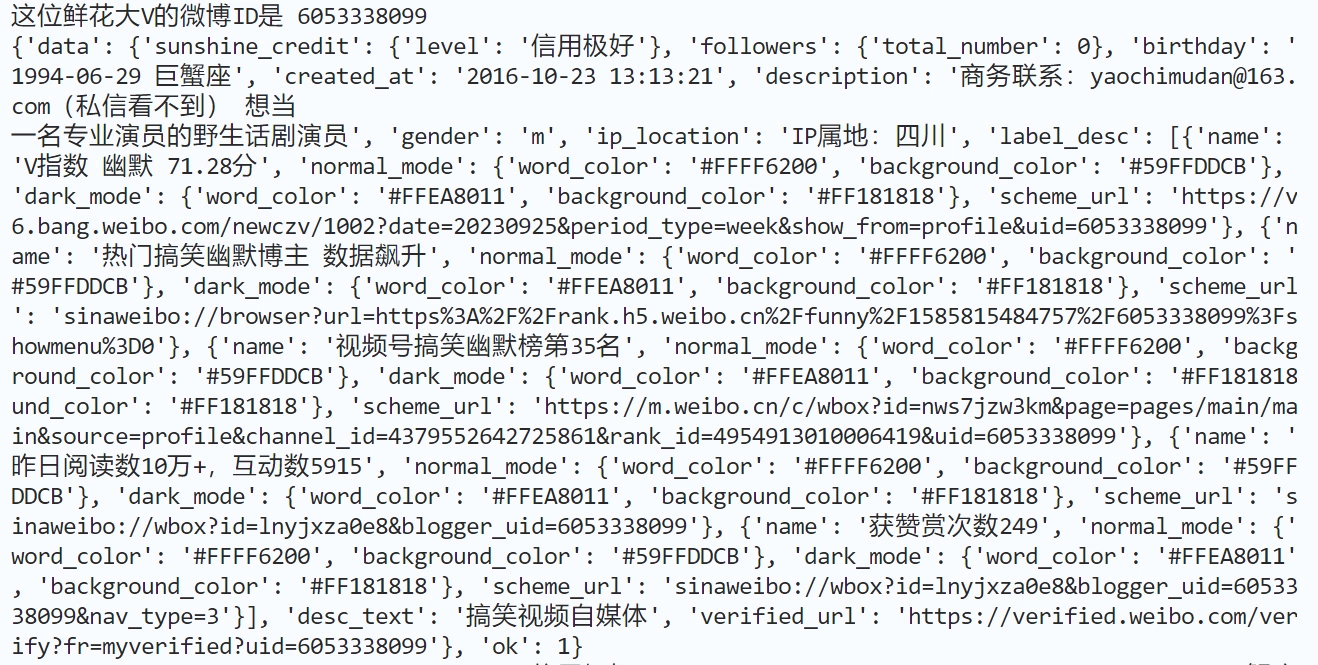 这位鲜花大V的微博ID是 6053338099
{'data': {'sunshine_credit': {'level': '信用极好'}, 'followers': {'total_number': 0}, 'birthday': '
1994-06-29 巨蟹座', 'created_at': '2016-10-23 13:13:21', 'description': '商务联系：yaochimudan@163.
com（私信看不到） 想当
一名专业演员的野生话剧演员', 'gender': 'm', 'ip_location': 'IP属地：四川', 'label_desc': [{'name':
'V指数 幽默 71.28分', 'normal_mode': {'word_color': '#FFFF6200', 'background_color': '#59FFDDCB'},
'dark_mode': {'word_color': '#FFEA8011', 'background_color': '#FF181818'}, 'scheme_url': 'https://v
6.bang.weibo.com/newczv/1002?date=20230925&period_type=week&show_from=profile&uid=6053338099'}, {'n
ame': '热门搞笑幽默博主 数据飙升', 'normal_mode': {'word_color': '#FFFF6200', 'background_color': '
#59FFDDCB'}, 'dark_mode': {'word_color': '#FFEA8011', 'background_color': '#FF181818'}, 'scheme_url
': 'sinaweibo://browser?url=https%3A%2F%2Frank.h5.weibo.cn%2Ffunny%2F1585815484757%2F6053338099%3Fs
howmenu%3D0'}, {'name': '视频号搞笑幽默榜第35名', 'normal_mode': {'word_color': '#FFFF6200', 'backg
round_color': '#59FFDDCB'}, 'dark_mode': {'word_color': '#FFEA8011', 'background_color': '#FF181818
und_color': '#FF181818'}, 'scheme_url': 'https://m.weibo.cn/c/wbox?id=nws7jzw3km&page=pages/main/ma
in&source=profile&channel_id=4379552642725861&rank_id=4954913010006419&uid=6053338099'}, {'name': '
昨日阅读数10万+，互动数5915', 'normal_mode': {'word_color': '#FFFF6200', 'background_color': '#59FF
DDCB'}, 'dark_mode': {'word_color': '#FFEA8011', 'background_color': '#FF181818'}, 'scheme_url': 's
inaweibo://wbox?id=lnyjxza0e8&blogger_uid=6053338099'}, {'name': '获赞赏次数249', 'normal_mode': {'
word_color': '#FFFF6200', 'background_color': '#59FFDDCB'}, 'dark_mode': {'word_color': '#FFEA8011'
, 'background_color': '#FF181818'}, 'scheme_url': 'sinaweibo://wbox?id=lnyjxza0e8&blogger_uid=60533
38099&nav_type=3'}], 'desc_text': '搞笑视频自媒体', 'verified_url': 'https://verified.weibo.com/ver
ify?fr=myverified?uid=6053338099'}, 'ok': 1}